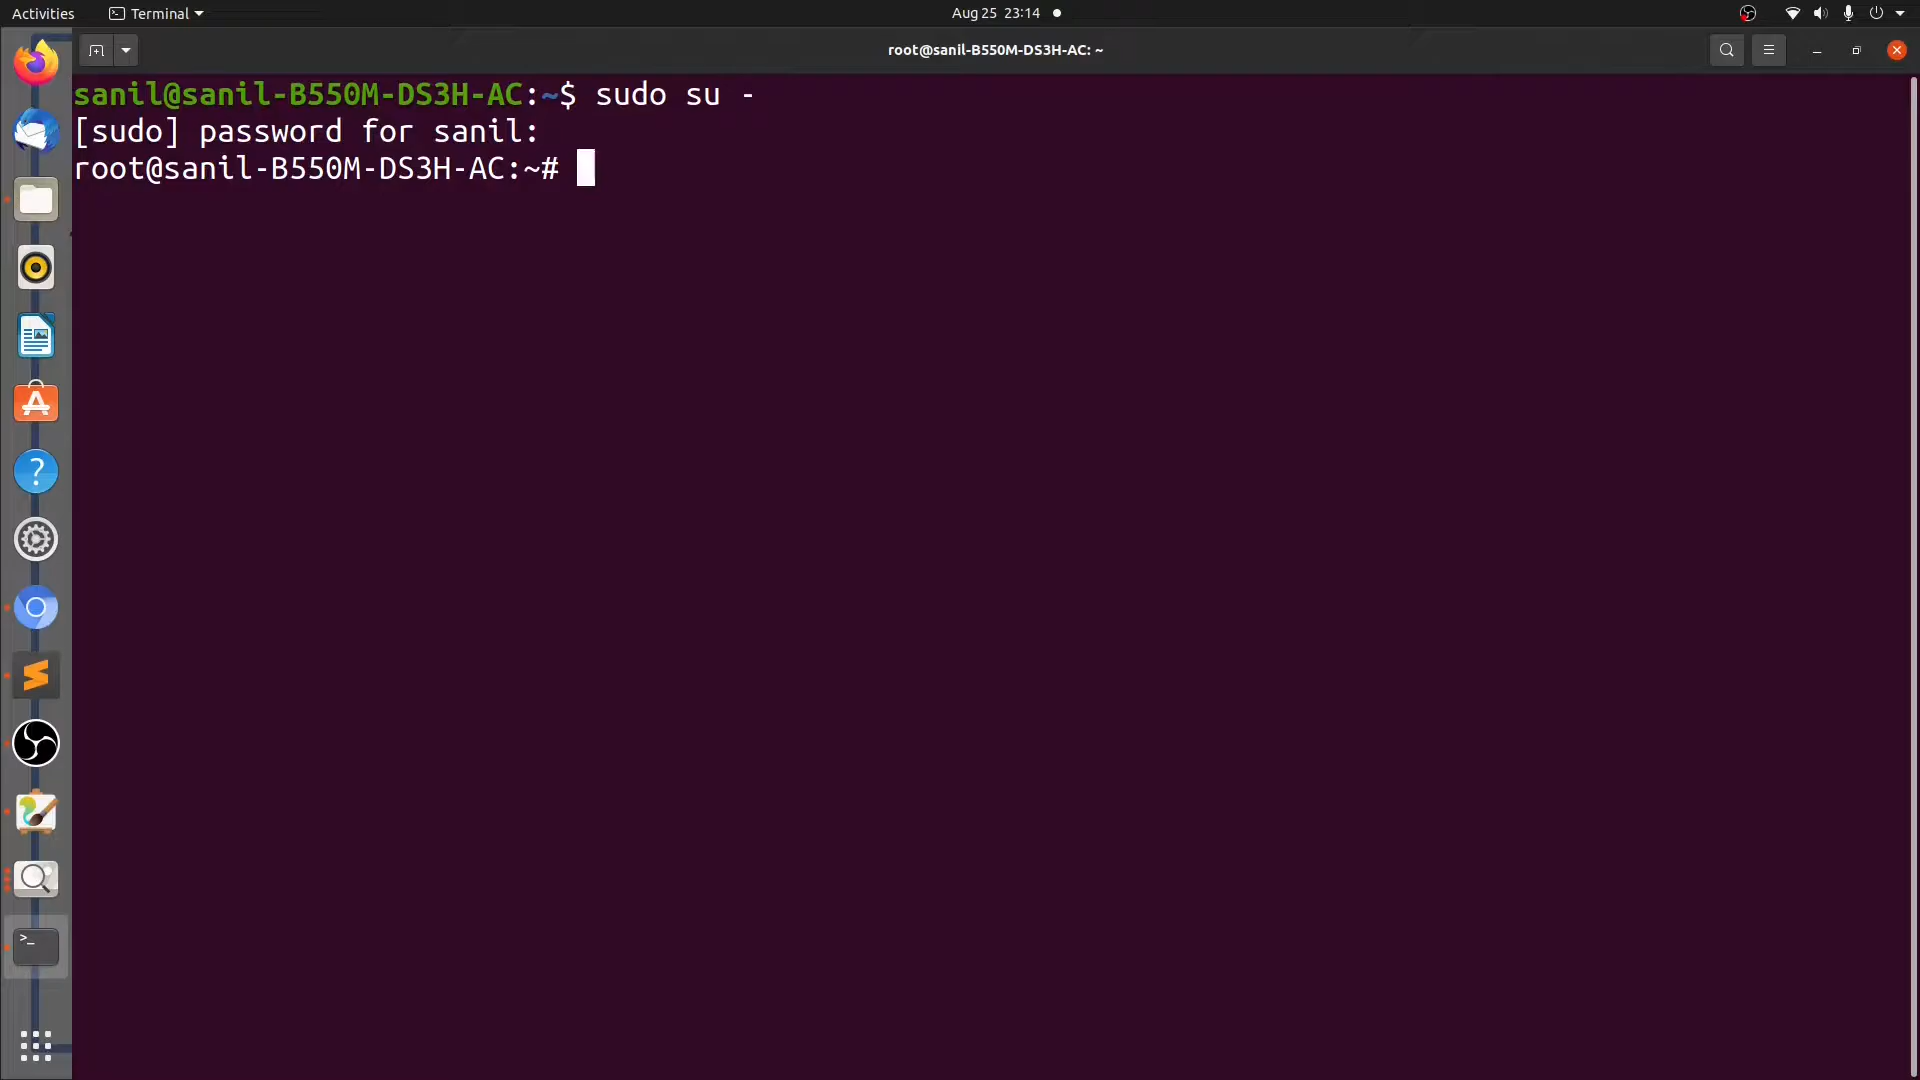 Activities
Terminal
Aug 25 23:14
root@sanil-B550M-DS3H-AC: ~
sanil@sanil-B550M-DS3H-AC:~$ sudo su -
[sudo] password for sanil:
root@sanil-B550M-DS3H-AC:~#